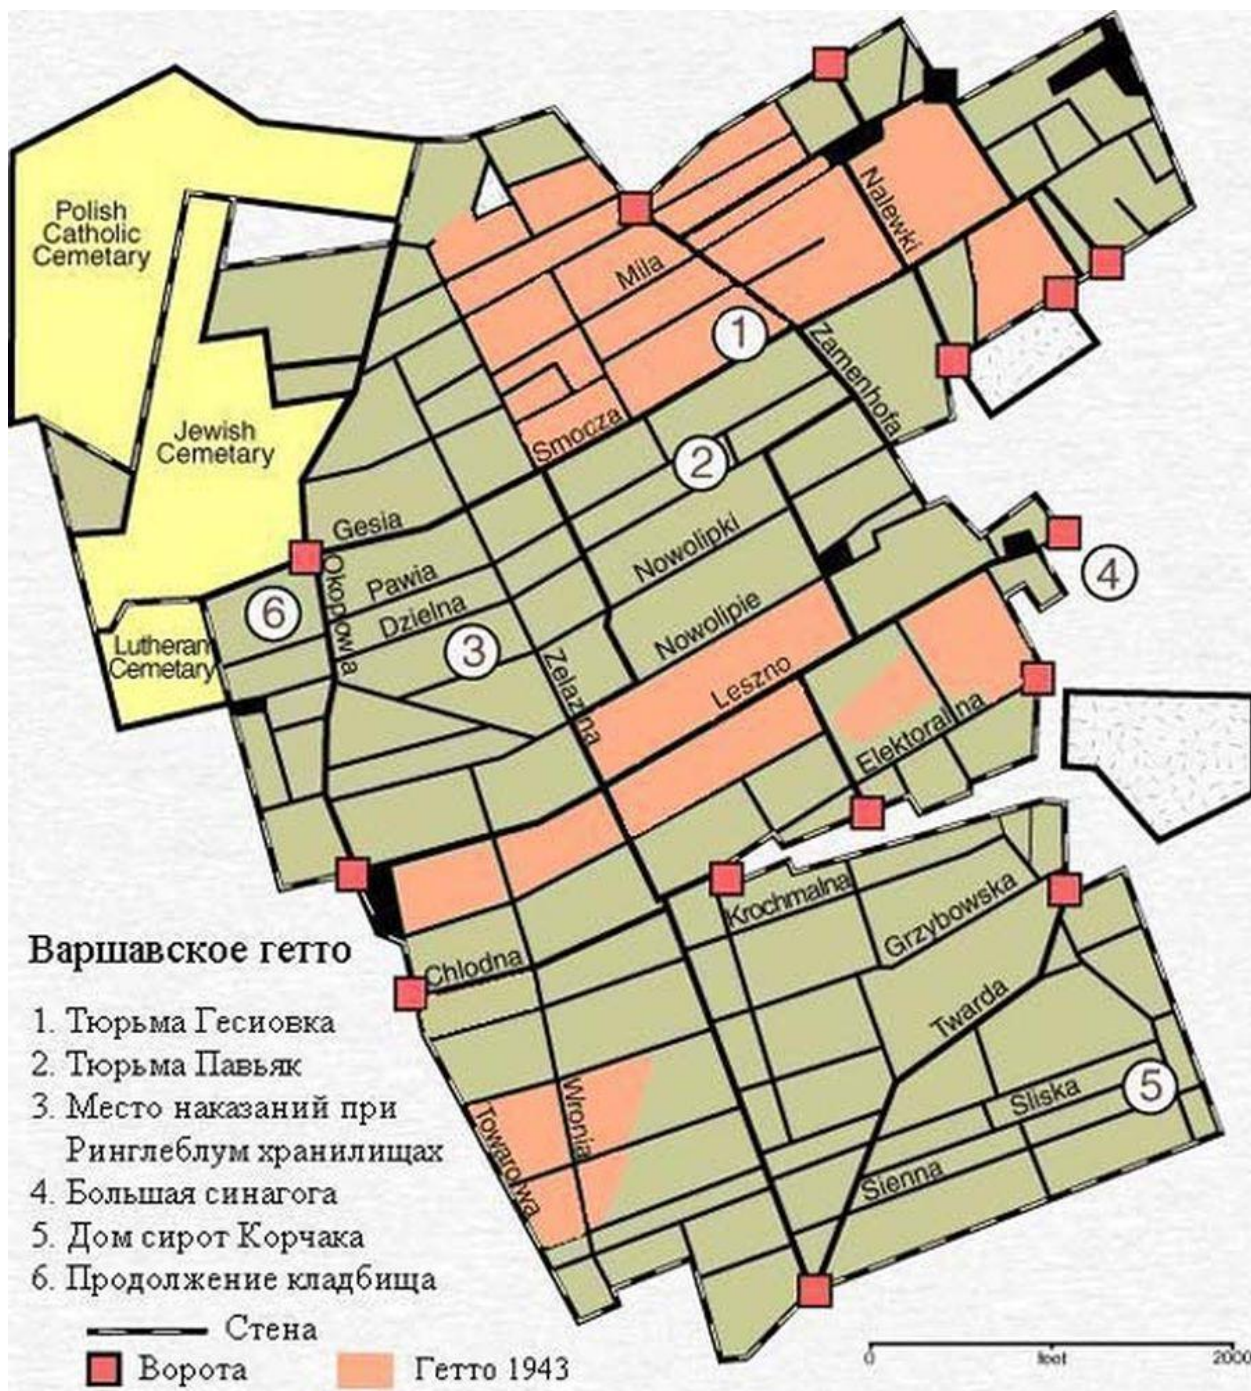 Polish
Catholic
Cemetary
Jewish
Cemetary
Lutheran
Cemetary
Nalewki
Mila
1
Zamenhofa
Smocza
2
Gesia
Pawia
Dzielna
Okopowa
6
3
Nowolipki
Nowolipie
4
Zelazna
Leszno
Elektoralna
Krochmalna
Grzybowska
Chlodna
Twarda
Wronia
Towarowa
Sliska
5
Sienna
Варшавское гетто
1. Тюрьма Гесиовка
2. Тюрьма Павьяк
3. Место наказаний при
Ринглеблум хранилищах
4. Большая синагога
5. Дом сирот Корчака
6. Продолжение кладбища
Стена
Ворота
Гетто 1943
0 feet 2000